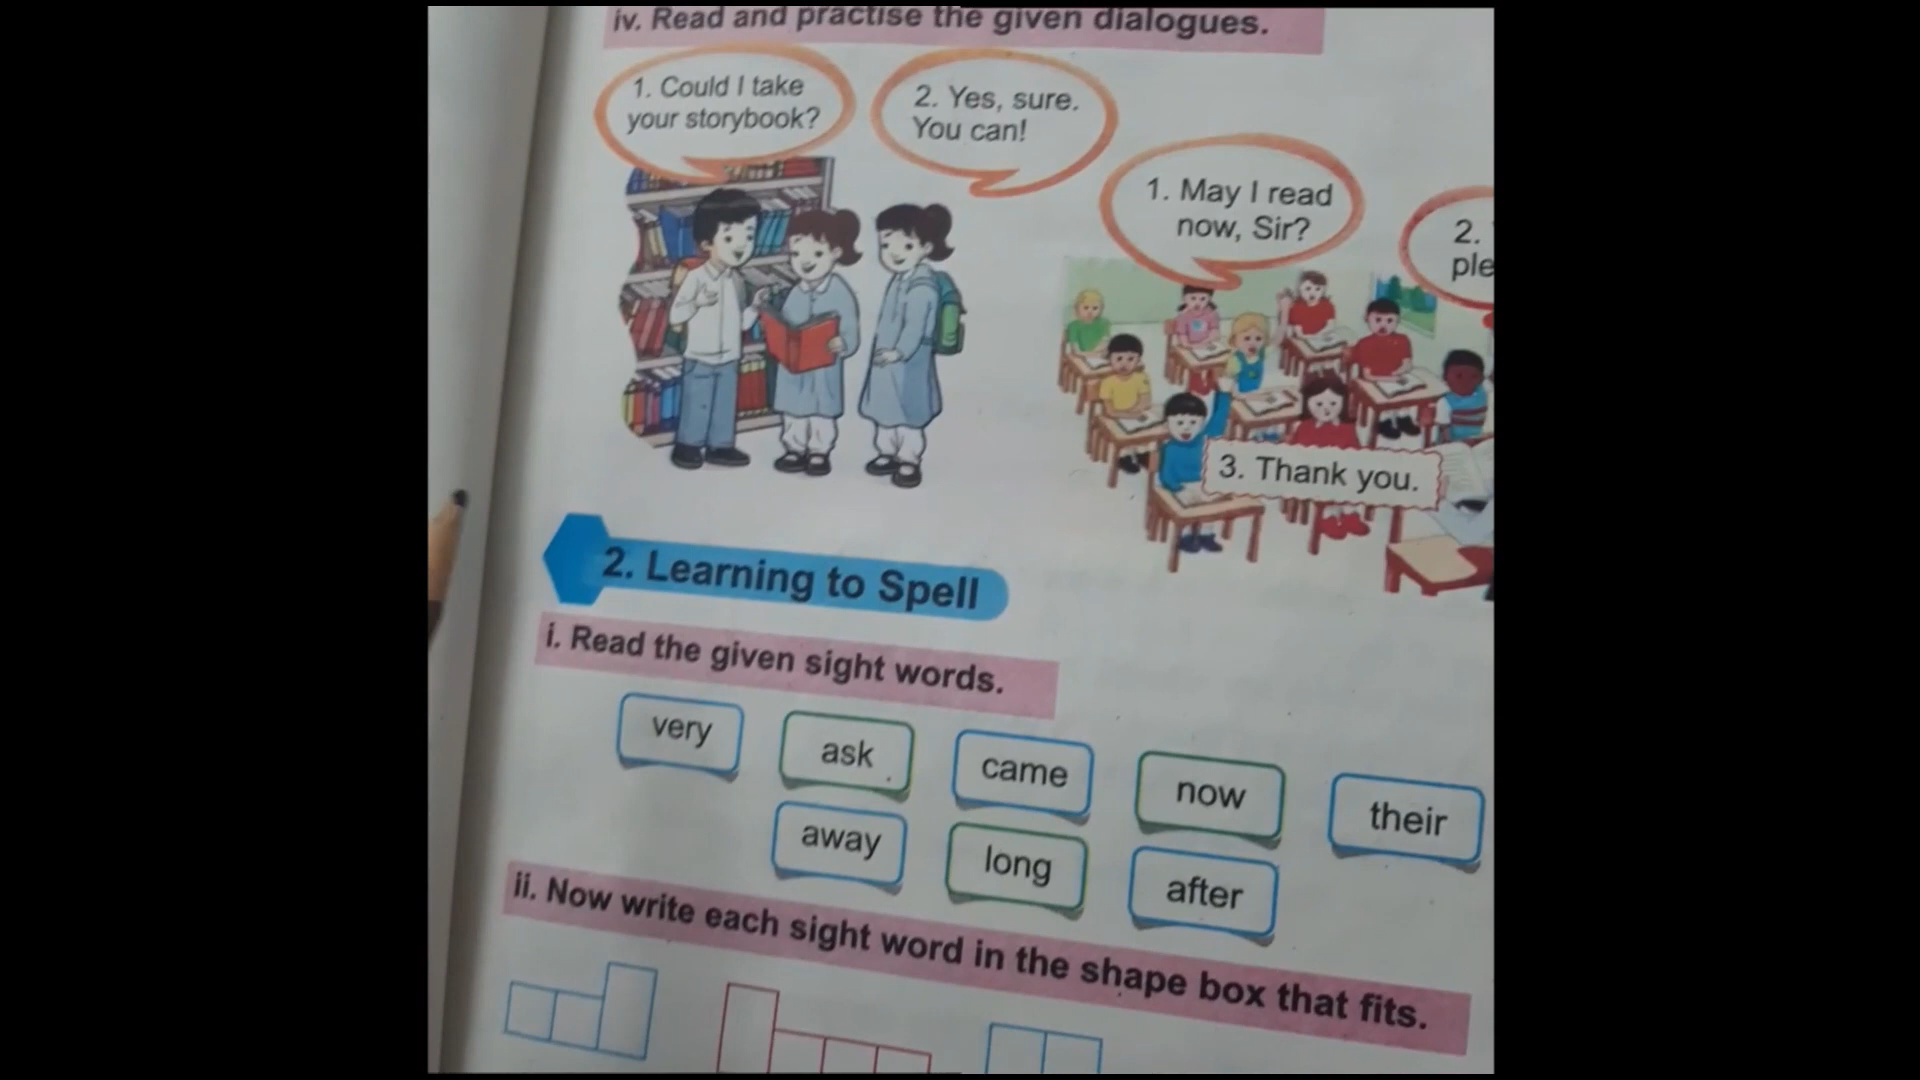 iv. Read and practise the given dialogues.
1. Could I take
your storybook?
2. Yes, sure.
You can!
1. May I read
now, Sir?
2.
3. Thank you.
2. Learning to Spell
i. Read the given sight words.
very
ask
came
now
their
away
long
after
ii. Now write each sight word in the shape box that fits.